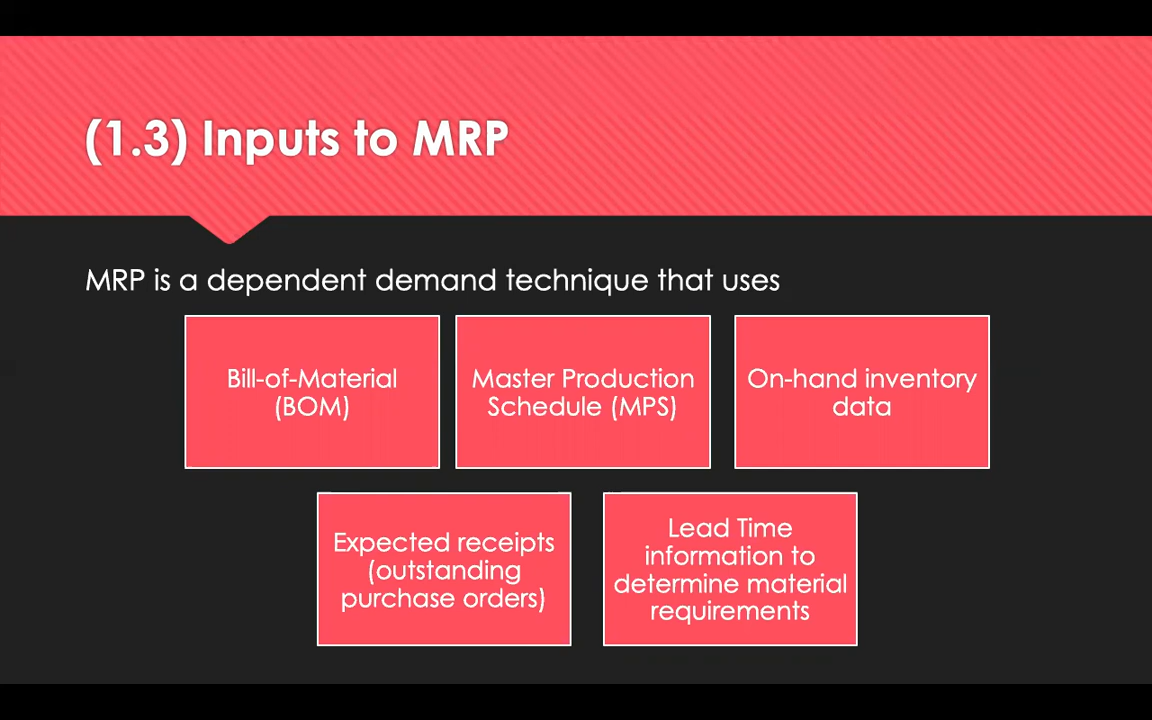 (1.3) Inputs to MRP
MRP is a dependent demand technique that uses
Bill-of-Material
(BOM)
Master Production
Schedule (MPS)
On-hand inventory
data
Expected receipts
(outstanding
purchase orders)
Lead Time
information to
determine material
requirements